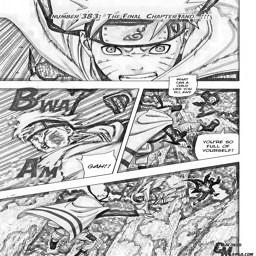 NUMBER 383: "THE FINAL CHAPTER AND...!!!"
WHAT
CAN A
CHILD
LIKE YOU
DO, ANY
YOU'RE SO
FULL OF
YOURSELF!
BWA!
GAH!!
AM